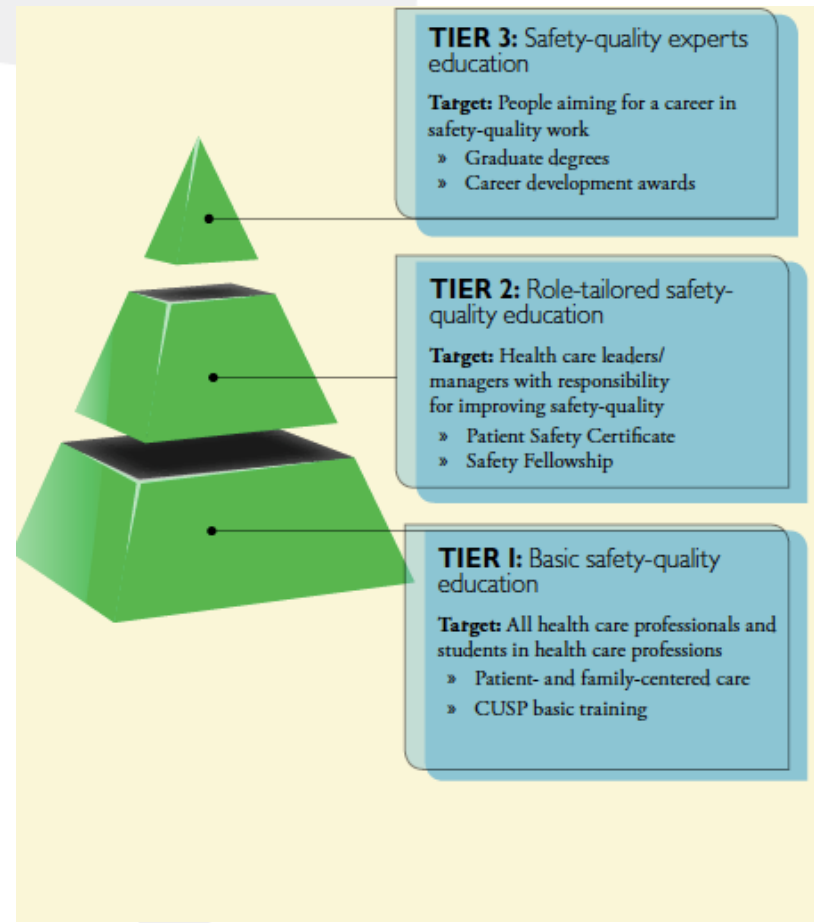 TIER 3: Safety-quality experts
education
Target: People aiming for a career in
safety-quality work
» Graduate degrees
» Career development awards
TIER 2: Role-tailored safety-
quality education
Target: Health care leaders/
managers with responsibility
for improving safety-quality
» Patient Safety Certificate
» Safety Fellowship
TIER I: Basic safety-quality
education
Target: All health care professionals and
students in health care professions
» Patient- and family-centered care
» CUSP basic training